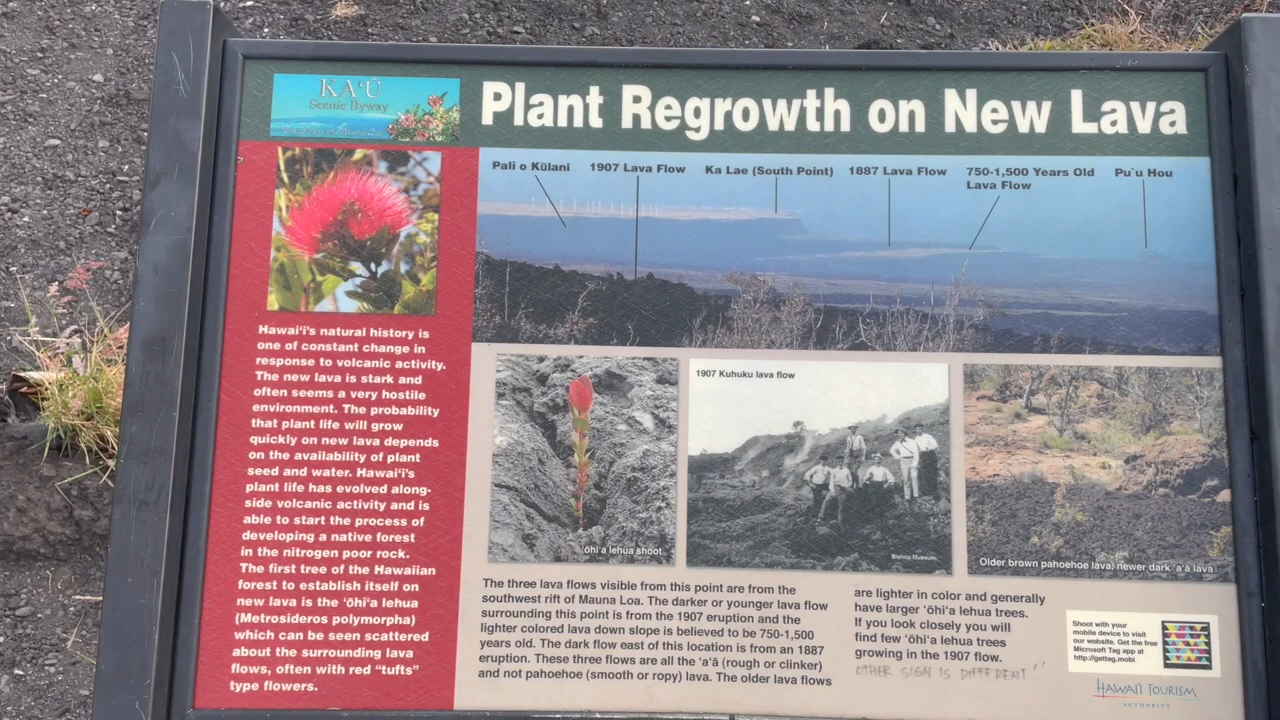 KAʻŪ
Scenic Byway
Plant Regrowth on New Lava
Pali o Kūlani
1907 Lava Flow
Ka Lae (South Point)
1887 Lava Flow
750-1,500 Years Old
Lava Flow
Pu`u Hou
Hawaiʻi’s natural history is
one of constant change in
response to volcanic activity.
The new lava is stark and
often seems a very hostile
environment. The probability
that plant life will grow
quickly on new lava depends
on the availability of plant
seed and water. Hawaiʻi’s
plant life has evolved along-
side volcanic activity and is
able to start the process of
developing a native forest
in the nitrogen poor rock.
The first tree of the Hawaiian
forest to establish itself on
new lava is the ʻōhiʻa lehua
(Metrosideros polymorpha)
which can be seen scattered
about the surrounding lava
flows, often with red “tufts”
type flowers.
ōhiʻa lehua shoot
1907 Kuhuku lava flow
Bishop Museum
Older brown pahoehoe lava, newer dark ʻaʻā lava
The three lava flows visible from this point are from the
southwest rift of Mauna Loa. The darker or younger lava flow
surrounding this point is from the 1907 eruption and the
lighter colored lava down slope is believed to be 750-1,500
years old. The dark flow east of this location is from an 1887
eruption. These three flows are all the ʻaʻā (rough or clinker)
and not pahoehoe (smooth or ropy) lava. The older lava flows
are lighter in color and generally
have larger ʻōhiʻa lehua trees.
If you look closely you will
find few ʻōhiʻa lehua trees
growing in the 1907 flow.
OTHER SIGN IS DIFFERENT!!
Shoot with your
mobile device to visit
our website. Get the free
Microsoft Tag app at
http://gettag.mobi
HAWAIʻI TOURISM
AUTHORITY